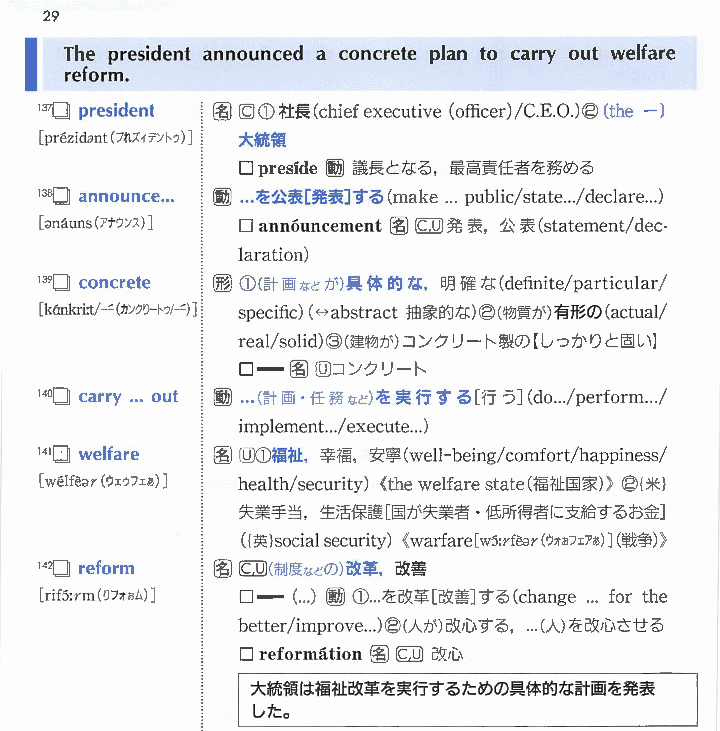 29
The president announced a concrete plan to carry out welfare
reform.
137□ president
[prézidənt(プれズィデントゥ)]
名 C ①社長(chief executive (officer)/C.E.O.)②(the ―)
大統領
□ presíde 動 議長となる，最高責任者を務める
138□ announce...
[ənáuns(アナウンス)]
動 ...を公表[発表]する(make ... public/state.../declare...)
□ annóuncement 名 C,U 発表，公表(statement/dec-
laration)
139□ concrete
形 ①(計画などが)具体的な，明確な(definite/particular/
specific)(↔abstract 抽象的な)②(物質が)有形の(actual/
real/solid)③(建物が)コンクリート製の【しっかりと固い】
□━ 名 Uコンクリート
140□ carry ... out
動 ...(計画・任務など)を実行する[行う](do.../perform.../
implement.../execute...)
141□ welfare
[wélfèər(ウェゥフェあ)]
名 U①福祉，幸福，安寧(well-being/comfort/happiness/
health/security)《the welfare state(福祉国家)》②{米}
失業手当，生活保護[国が失業者・低所得者に支給するお金]
({英}social security)《warfare[wɔ́ːrfèər(ウォおフェアあ)](戦争)》
142□ reform
[rifɔ́ːrm(リフォおム)]
名 C,U(制度などの)改革，改善
□━ (...) 動 ①...を改革[改善]する(change ... for the
better/improve...)②(人が)改心する，...(人)を改心させる
□ reformátion 名 C,U 改心
大統領は福祉改革を実行するための具体的な計画を発表
した。